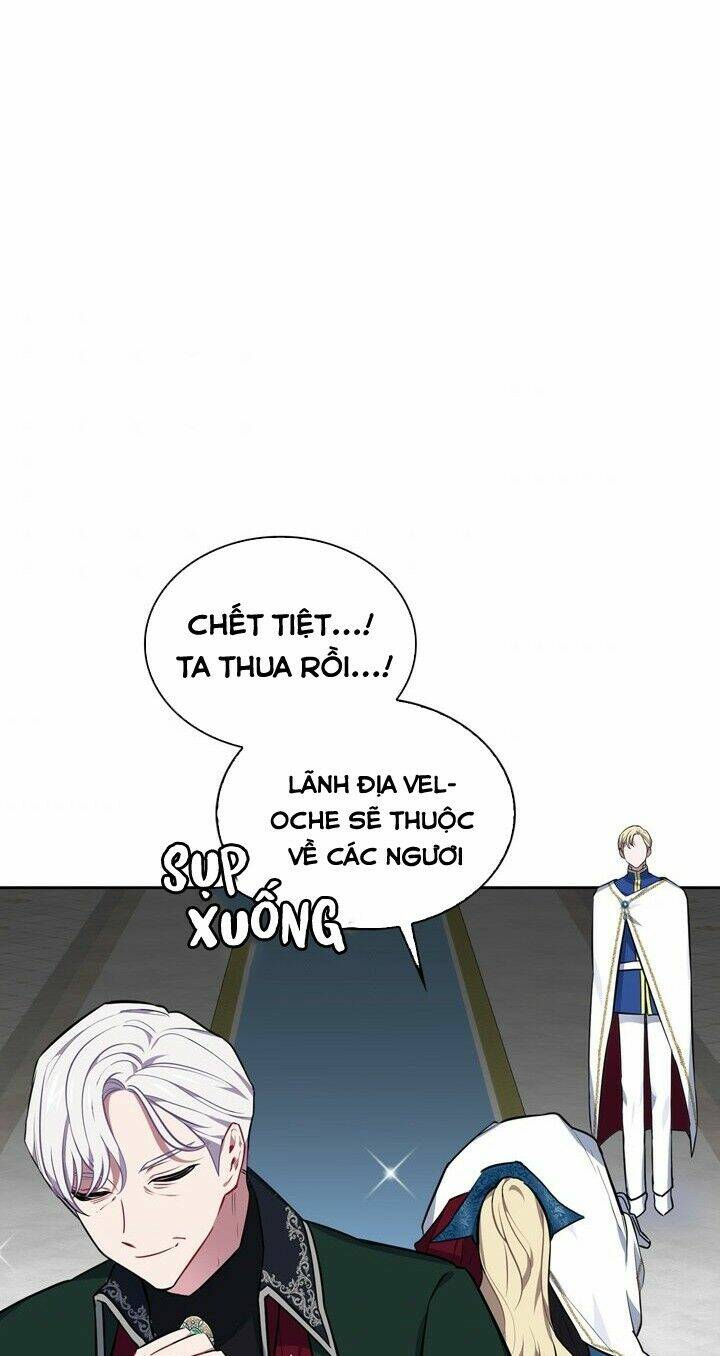 CHẾT TIỆT...!
TA THUA RỒI...!
LÃNH ĐỊA VEL-
OCHE SẼ THUỘC
VỀ CÁC NGƯƠI
SỤP
XUỐNG